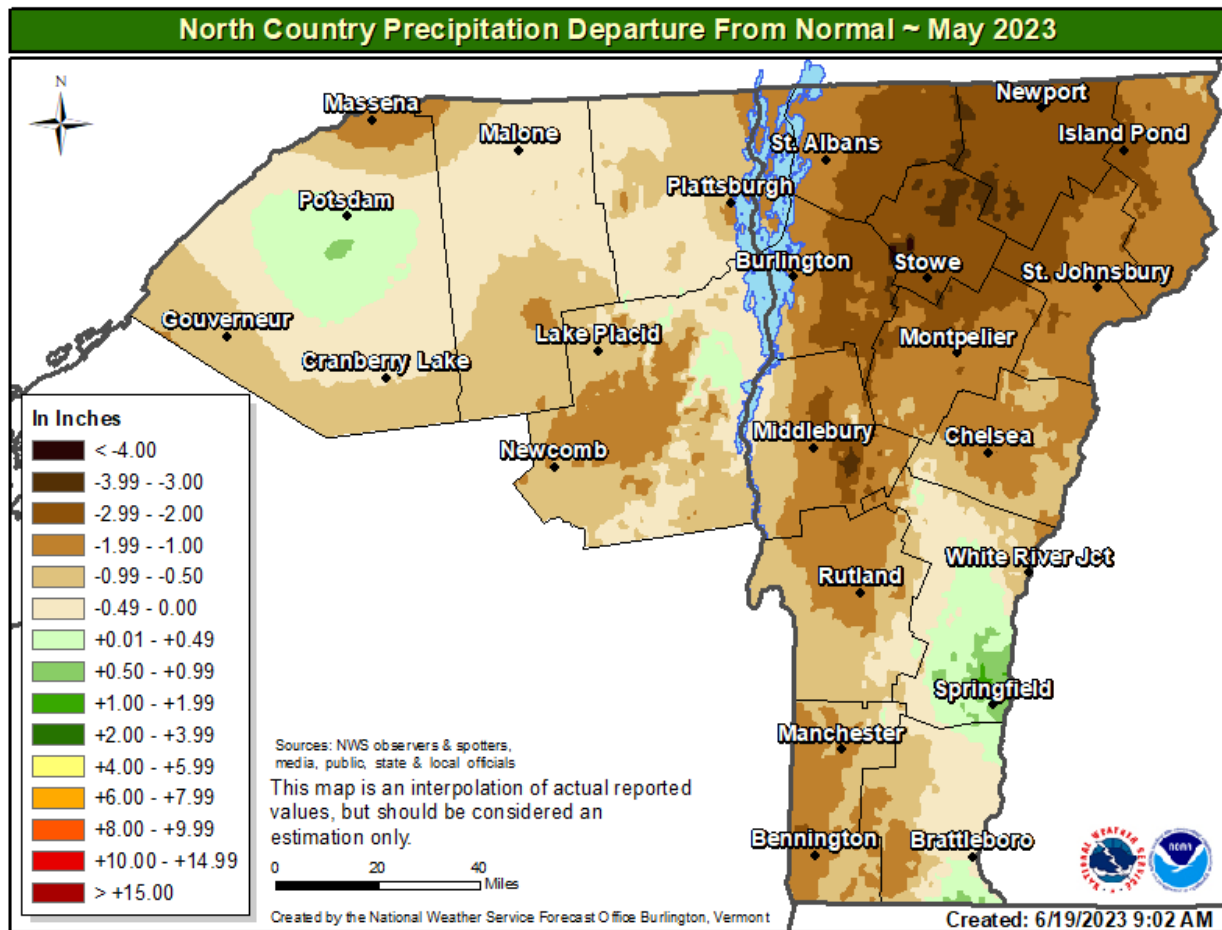 North Country Precipitation Departure From Normal ~ May 2023
N
Massena
Malone
Newport
Island Pond
St. Albans
Plattsburgh
Potsdam
Burlington
Stowe
St. Johnsbury
Gouverneur
Lake Placid
Montpelier
Cranberry Lake
Middlebury
Chelsea
Newcomb
White River Jct
Rutland
Springfield
Manchester
Bennington
Brattleboro
In Inches
< -4.00
-3.99 - -3.00
-2.99 - -2.00
-1.99 - -1.00
-0.99 - -0.50
-0.49 - 0.00
+0.01 - +0.49
+0.50 - +0.99
+1.00 - +1.99
+2.00 - +3.99
+4.00 - +5.99
+6.00 - +7.99
+8.00 - +9.99
+10.00 - +14.99
> +15.00
Sources: NWS observers & spotters,
media, public, state & local officials
This map is an interpolation of actual reported
values, but should be considered an
estimation only.
0 20 40
Miles
Created by the National Weather Service Forecast Office Burlington, Vermont
NATIONAL WEATHER SERVICE
NOAA
Created: 6/19/2023 9:02 AM